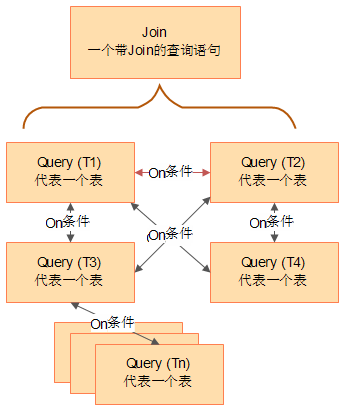 Join
一个带Join的查询语句
Query (T1)
代表一个表
On条件
Query (T2)
代表一个表
On条件
On条件
On条件
Query (T3)
代表一个表
Query (T4)
代表一个表
On条件
Query (Tn)
代表一个表